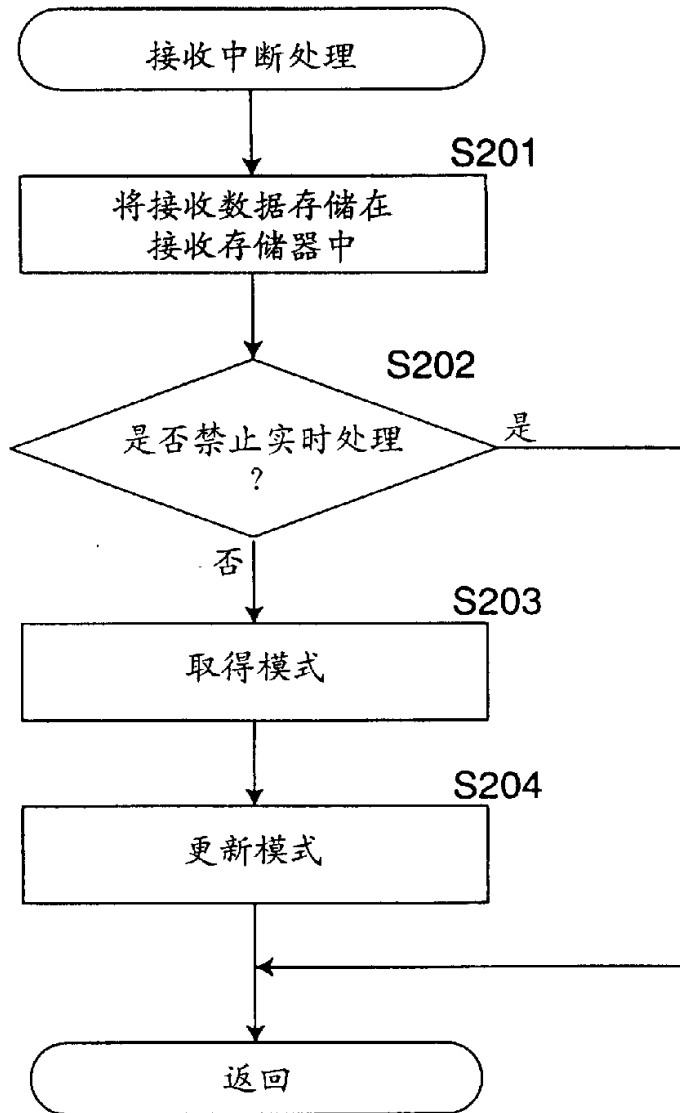 接收中断处理
S201
将接收数据存储在
接收存储器中
S202
是否禁止实时处理
?
是
否
S203
取得模式
S204
更新模式
返回